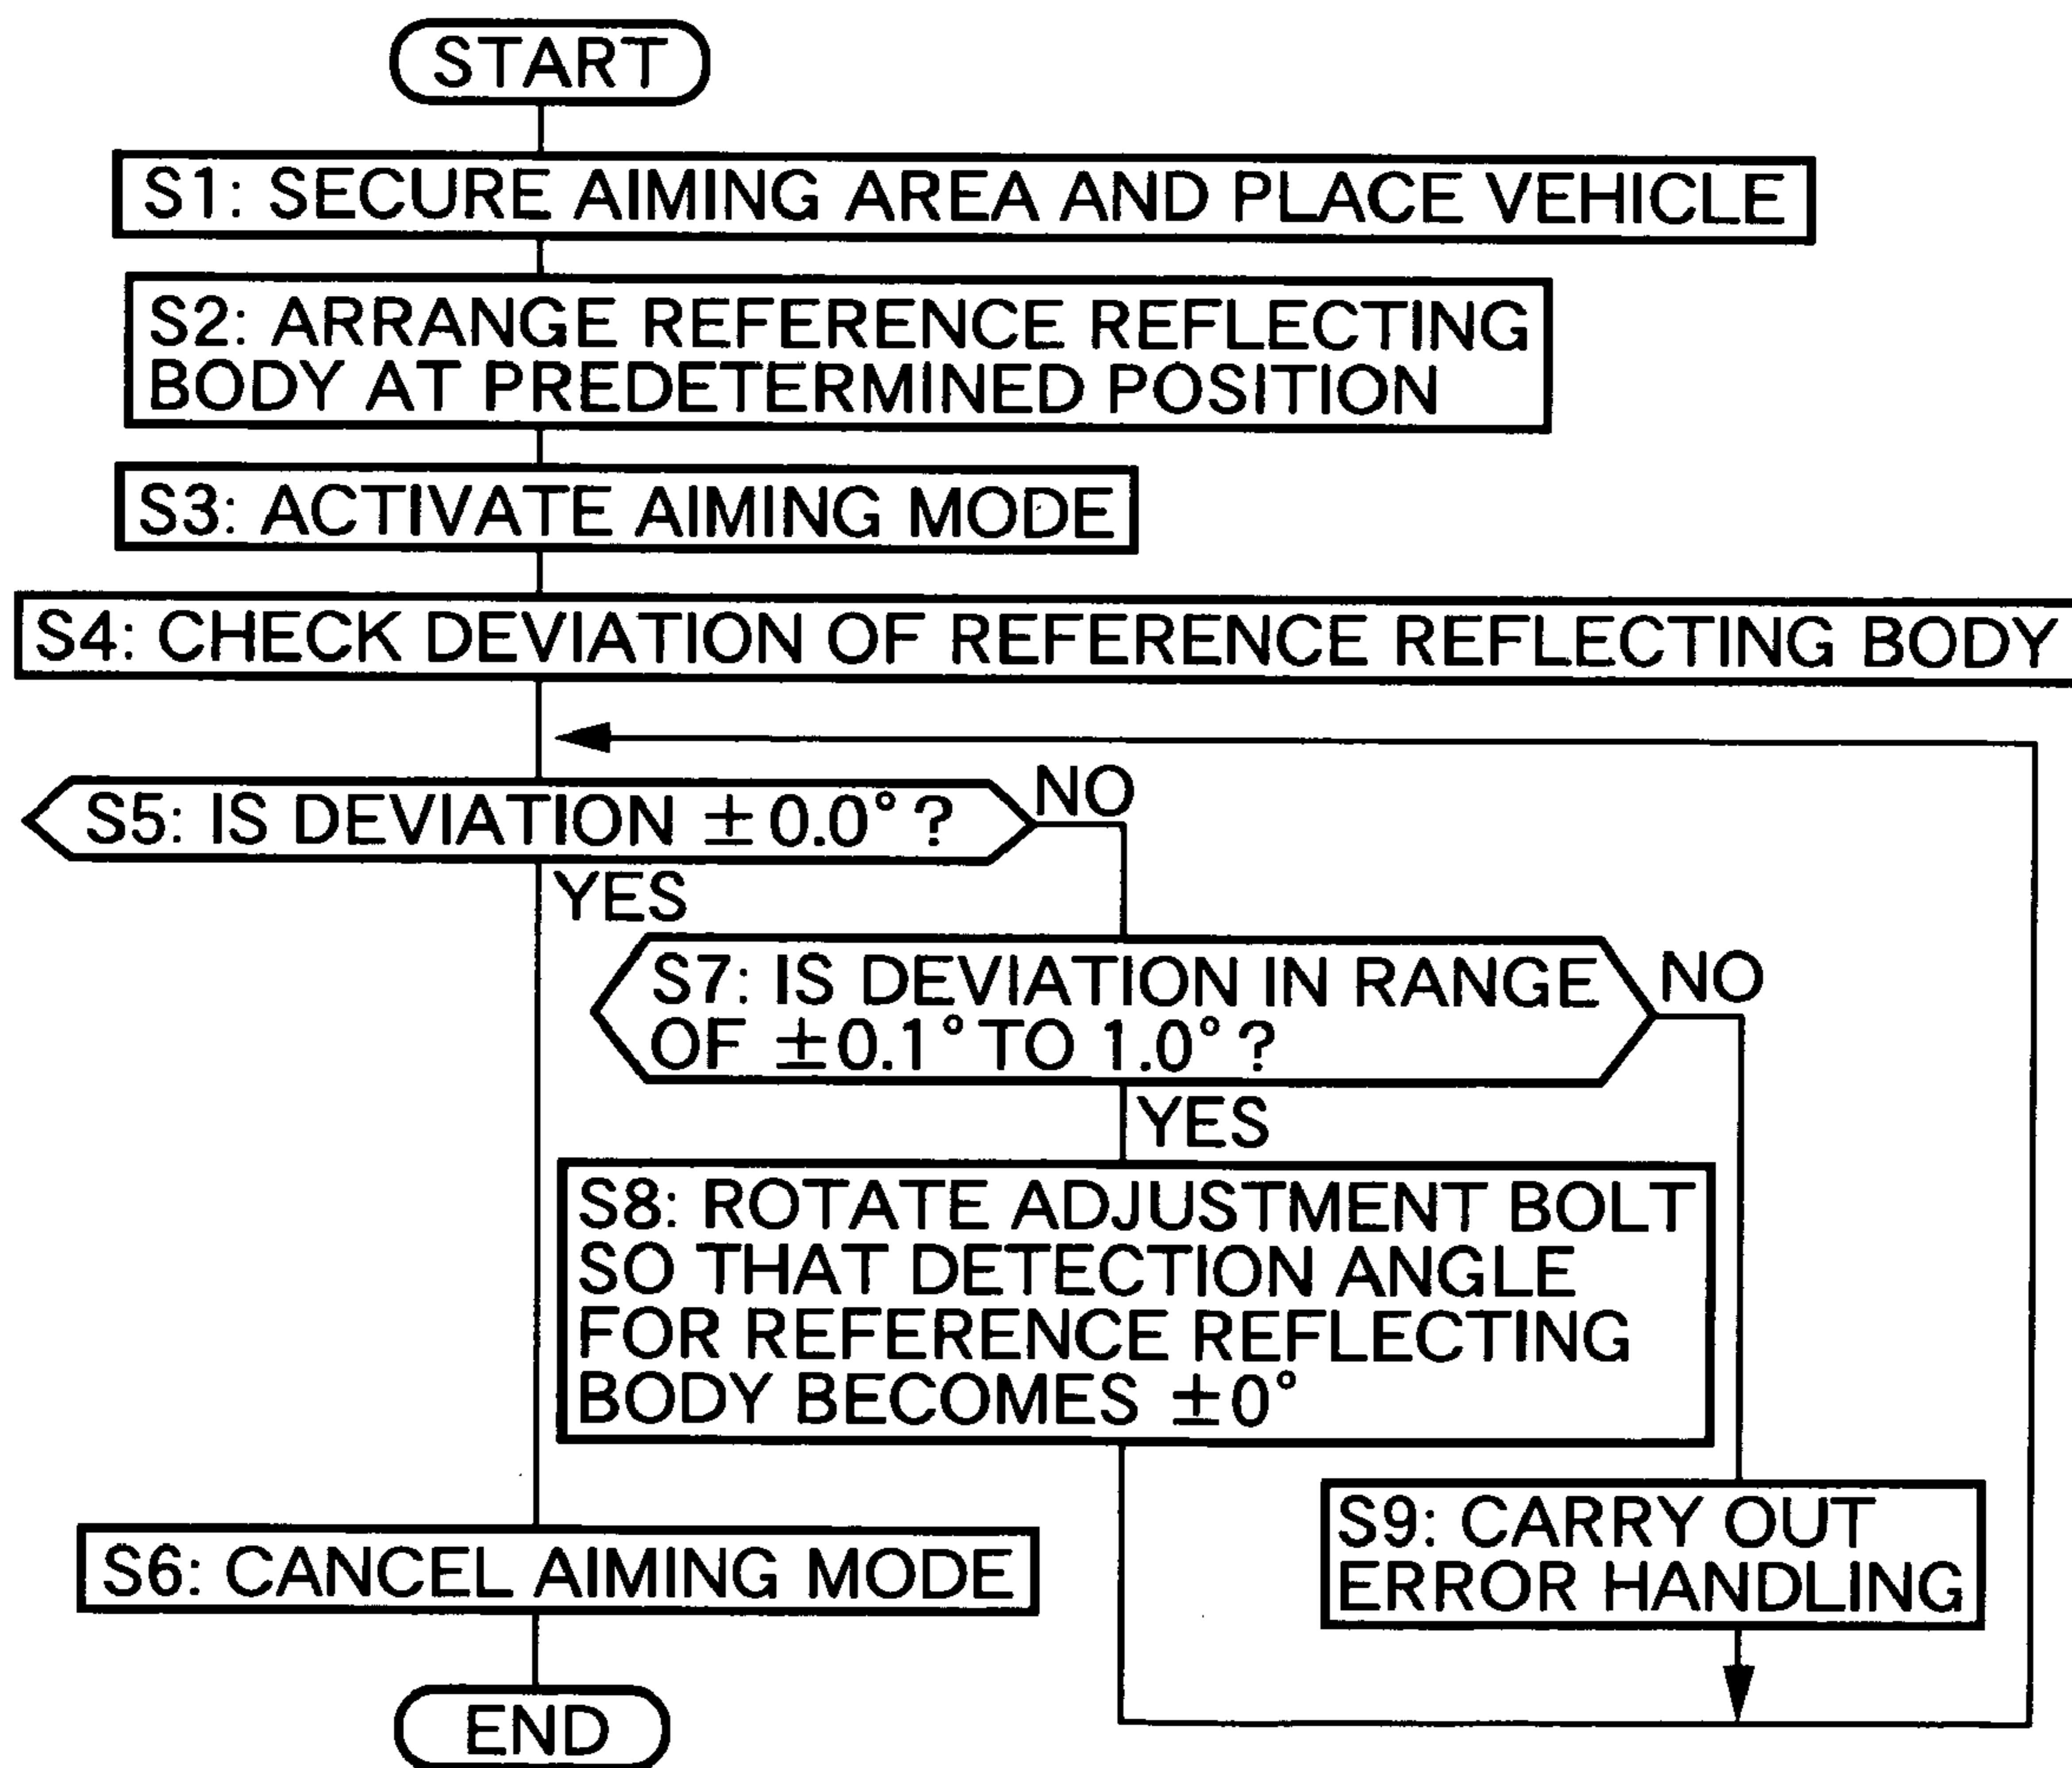 START
S1: SECURE AIMING AREA AND PLACE VEHICLE
S2: ARRANGE REFERENCE REFLECTING
BODY AT PREDETERMINED POSITION
S3: ACTIVATE AIMING MODE
S4: CHECK DEVIATION OF REFERENCE REFLECTING BODY
S5: IS DEVIATION ±0.0°?
NO
YES
S7: IS DEVIATION IN RANGE
OF ±0.1° TO 1.0°?
NO
YES
S8: ROTATE ADJUSTMENT BOLT
SO THAT DETECTION ANGLE
FOR REFERENCE REFLECTING
BODY BECOMES ±0°
S9: CARRY OUT
ERROR HANDLING
S6: CANCEL AIMING MODE
END